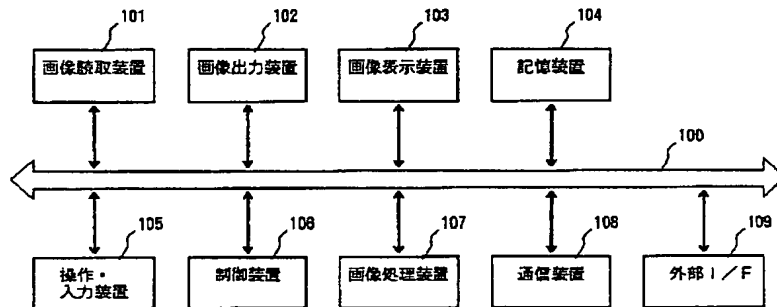 101
102
103
104
画像読取装置
画像出力装置
画像表示装置
記憶装置
100
105
106
107
108
109
操作・
入力装置
制御装置
画像処理装置
通信装置
外部I/F